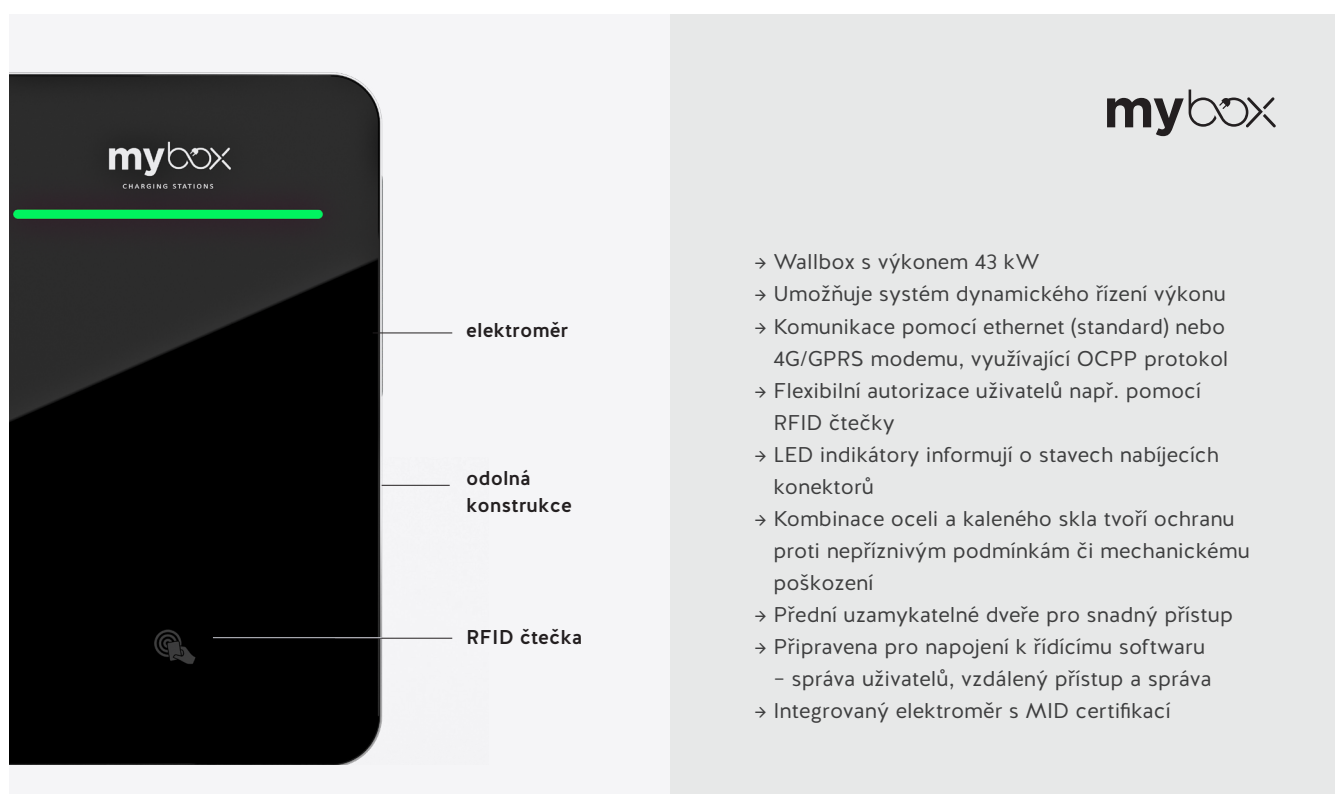 mybox
CHARGING STATIONS
elektroměr
odolná
konstrukce
RFID čtečka
mybox
→ Wallbox s výkonem 43 kW
→ Umožňuje systém dynamického řízení výkonu
→ Komunikace pomocí ethernet (standard) nebo
4G/GPRS modemu, využívající OCPP protokol
→ Flexibilní autorizace uživatelů např. pomocí
RFID čtečky
→ LED indikátory informují o stavech nabíjecích
konektorů
→ Kombinace oceli a kaleného skla tvoří ochranu
proti nepříznivým podmínkám či mechanickému
poškození
→ Přední uzamykatelné dveře pro snadný přístup
→ Připravena pro napojení k řídícímu softwaru
– správa uživatelů, vzdálený přístup a správa
→ Integrovaný elektroměr s MID certifikací